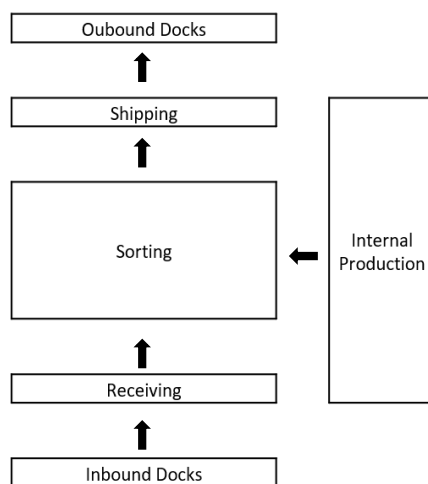 Oubound Docks
Shipping
Sorting
Internal
Production
Receiving
Inbound Docks